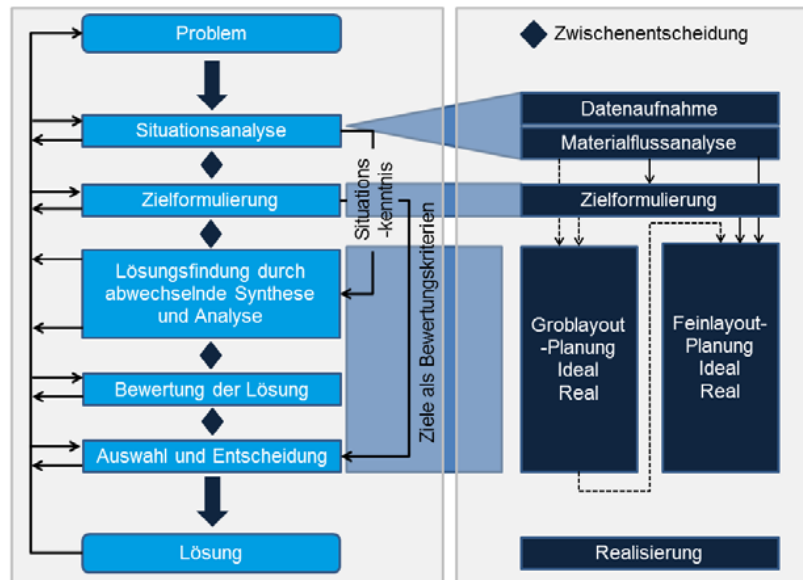 Problem
Situationsanalyse
Zielformulierung
Lösungsfindung durch
abwechselnde Synthese
und Analyse
Bewertung der Lösung
Auswahl und Entscheidung
Lösung
Situations
-kenntnis
Ziele als Bewertungskriterien
Zwischenentscheidung
Datenaufnahme
Materialflussanalyse
Zielformulierung
Groblayout
-Planung
Ideal
Real
Feinlayout-
Planung
Ideal
Real
Realisierung